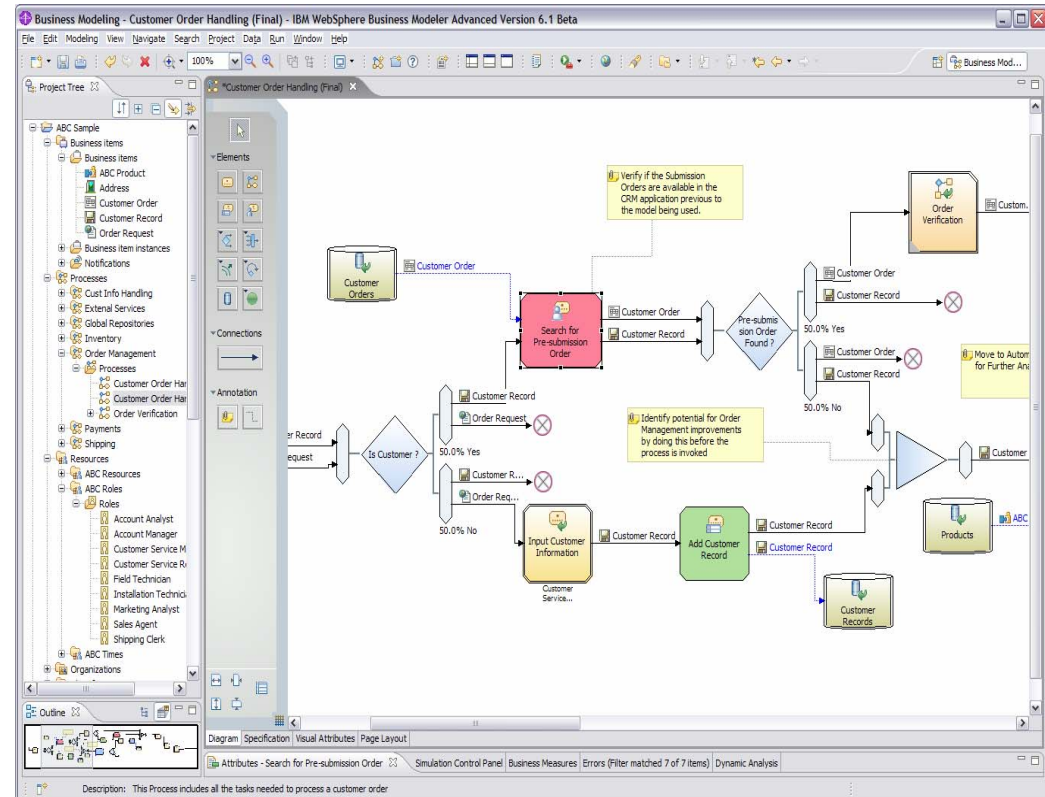 Business Modeling - Customer Order Handling (Final) - IBM WebSphere Business Modeler Advanced Version 6.1 Beta
File Edit Modeling View Navigate Search Project Data Run Window Help
100%
Business Mod...
Project Tree
*Customer Order Handling (Final)
ABC Sample
Business items
Business items
ABC Product
Address
Customer Order
Customer Record
Order Request
Business item instances
Notifications
Processes
Cust Info Handling
Extenal Services
Global Repositories
Inventory
Order Management
Processes
Customer Order Har
Customer Order Har
Order Verification
Payments
Shipping
Resources
ABC Resources
ABC Roles
Roles
Account Analyst
Account Manager
Customer Service M
Customer Service R
Field Technician
Installation Technici
Marketing Analyst
Sales Agent
Shipping Clerk
ABC Times
Organizations
Outline
Elements
Connections
Annotation
Verify if the Submission
Orders are available in the
CRM application previous to
the model being used.
Customer
Orders
Customer Order
Search for
Pre-submission
Order
Customer Order
Customer Record
Pre-submis
sion Order
Found ?
Order
Verification
Custom...
Customer Order
Customer Record
50.0% Yes
Customer Order
Customer Record
50.0% No
Move to Autom
for Further Ana
Identify potential for Order
Management improvements
by doing this before the
process is invoked
er Record
equest
Is Customer ?
Customer Record
Order Request
50.0% Yes
Customer R...
Order Req...
50.0% No
Input Customer
Information
Customer
Service...
Customer Record
Add Customer
Record
Customer Record
Customer Record
Customer
Records
Customer
Products
ABC
Diagram Specification Visual Attributes Page Layout
Attributes - Search for Pre-submission Order Simulation Control Panel Business Measures Errors (Filter matched 7 of 7 items) Dynamic Analysis
Description: This Process includes all the tasks needed to process a customer order